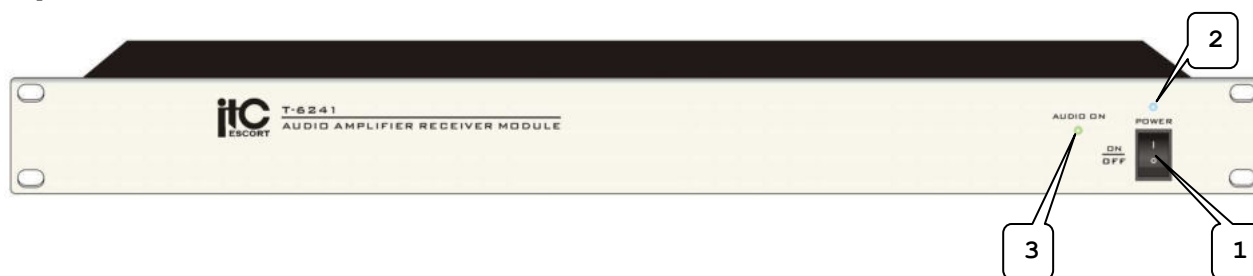 2
itC
ESCORT
T-6241
AUDIO AMPLIFIER RECEIVER MODULE
AUDIO ON
POWER
ON
OFF
3
1